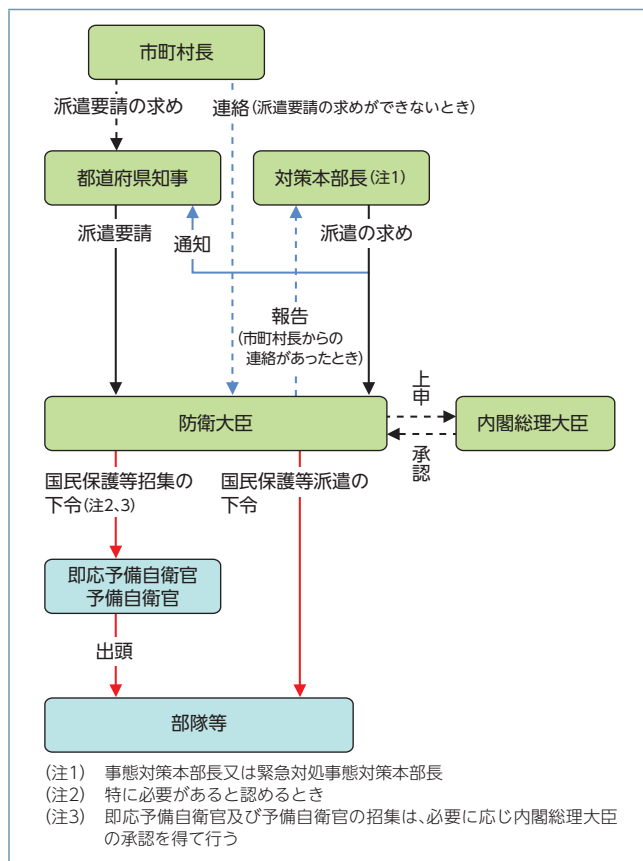 市町村長
派遣要請の求め
連絡(派遣要請の求めができないとき)
都道府県知事
対策本部長(注1)
派遣要請
通知
派遣の求め
報告
(市町村長からの
連絡があったとき)
防衛大臣
上申
承認
内閣総理大臣
国民保護等招集の
下令(注2、3)
国民保護等派遣の
下令
即応予備自衛官
予備自衛官
出頭
部隊等
(注1) 事態対策本部長又は緊急対処事態対策本部長
(注2) 特に必要があると認めるとき
(注3) 即応予備自衛官及び予備自衛官の招集は、必要に応じ内閣総理大臣
の承認を得て行う